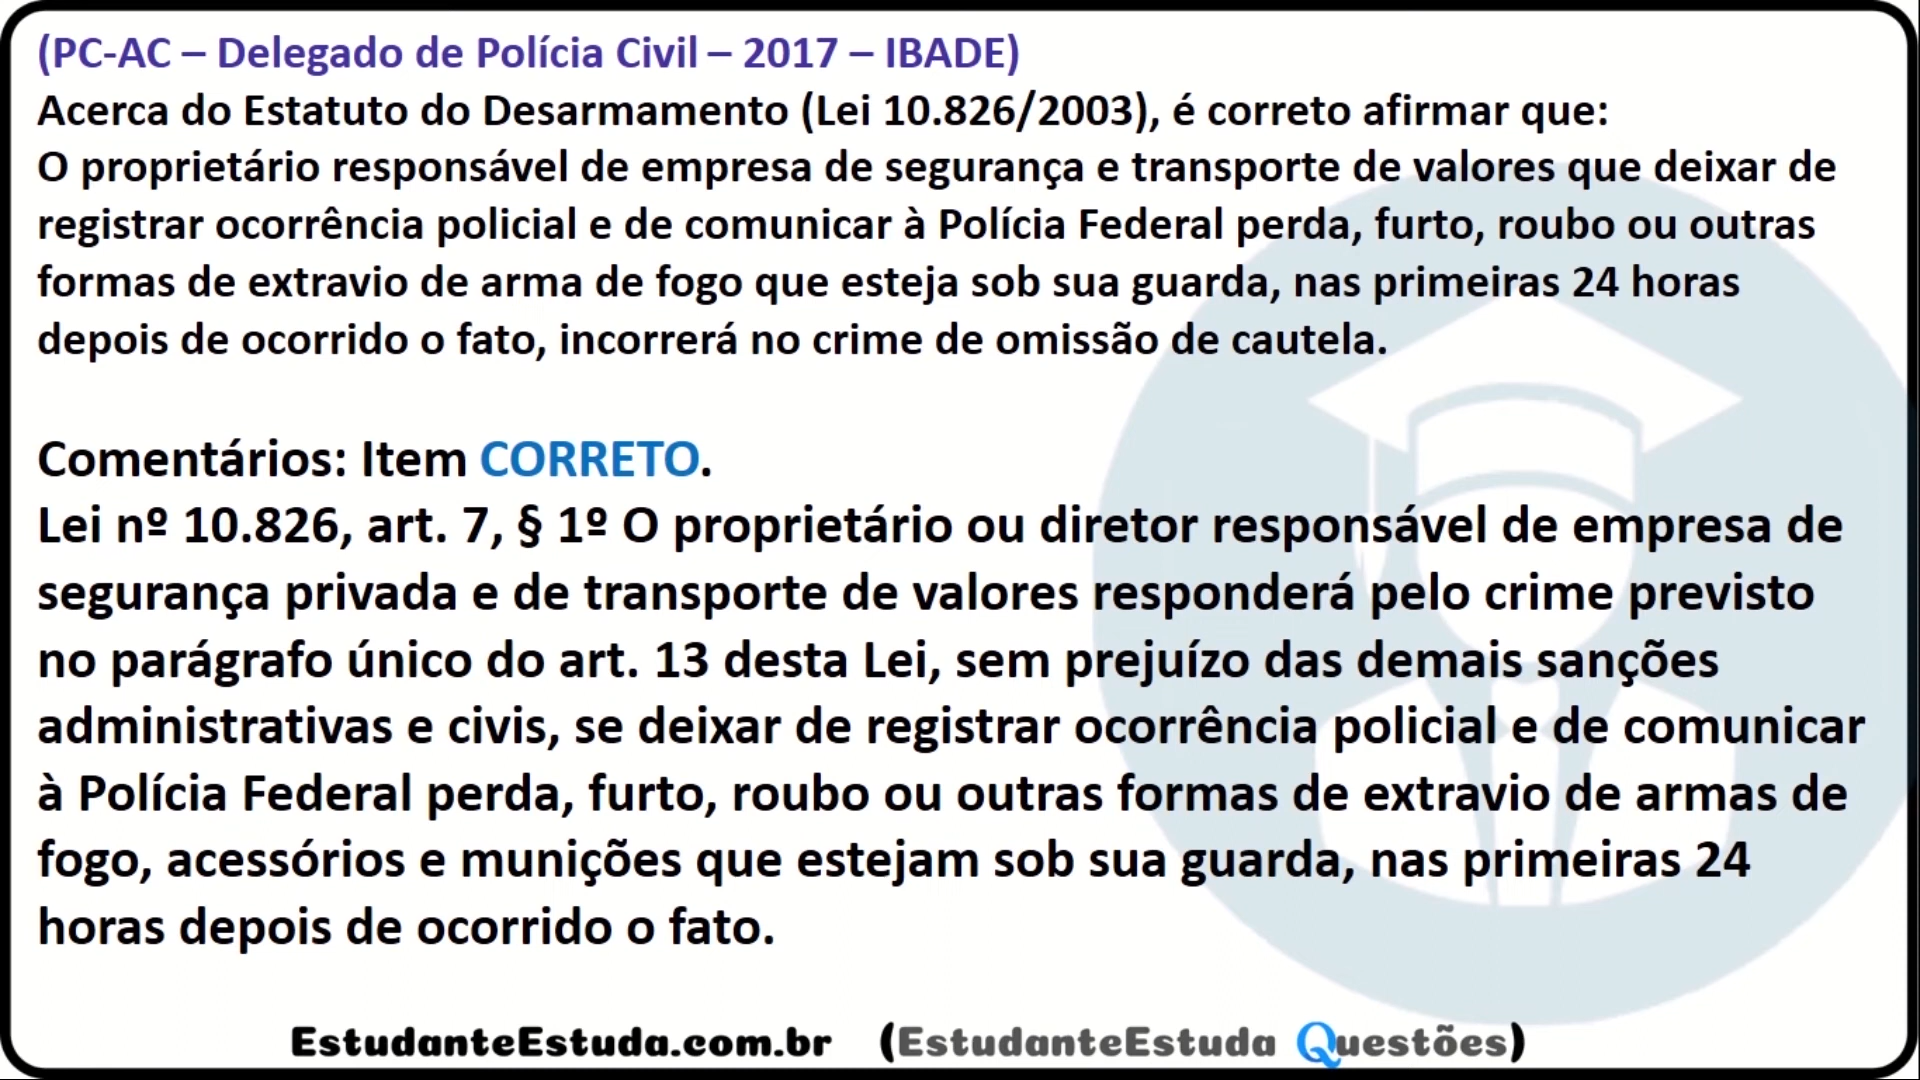 (PC-AC – Delegado de Polícia Civil – 2017 – IBADE)
Acerca do Estatuto do Desarmamento (Lei 10.826/2003), é correto afirmar que:
O proprietário responsável de empresa de segurança e transporte de valores que deixar de
registrar ocorrência policial e de comunicar à Polícia Federal perda, furto, roubo ou outras
formas de extravio de arma de fogo que esteja sob sua guarda, nas primeiras 24 horas
depois de ocorrido o fato, incorrerá no crime de omissão de cautela.
Comentários: Item CORRETO.
Lei nº 10.826, art. 7, § 1º O proprietário ou diretor responsável de empresa de
segurança privada e de transporte de valores responderá pelo crime previsto
no parágrafo único do art. 13 desta Lei, sem prejuízo das demais sanções
administrativas e civis, se deixar de registrar ocorrência policial e de comunicar
à Polícia Federal perda, furto, roubo ou outras formas de extravio de armas de
fogo, acessórios e munições que estejam sob sua guarda, nas primeiras 24
horas depois de ocorrido o fato.
EstudanteEstuda.com.br (EstudanteEstuda Questões)